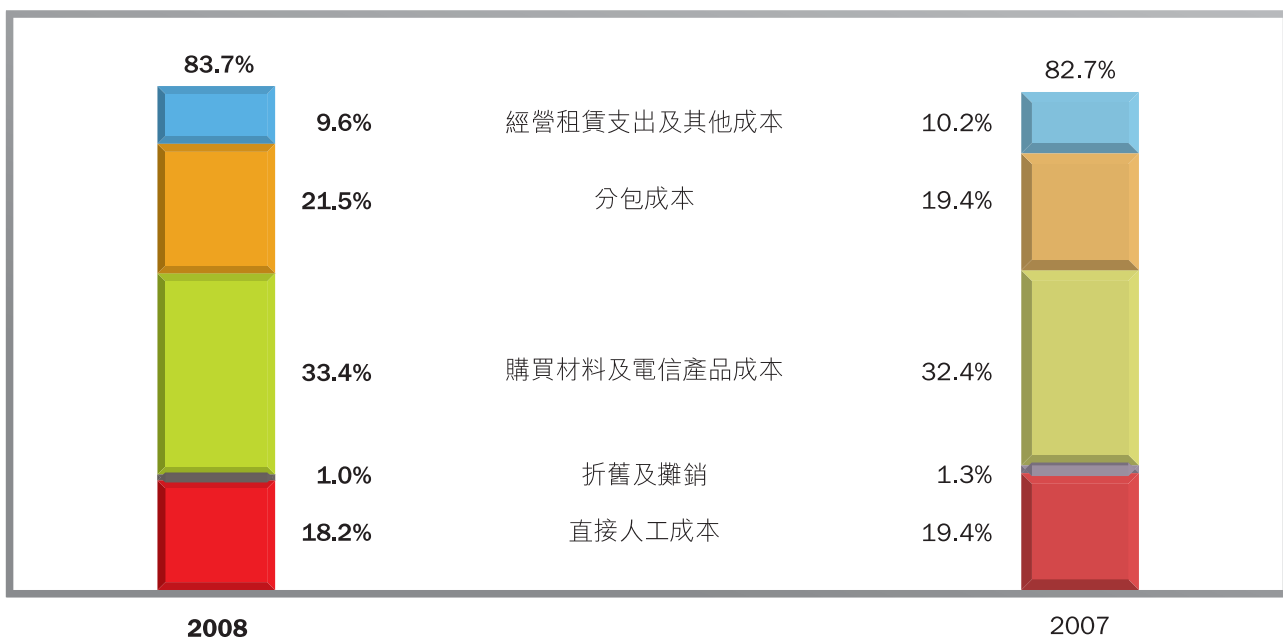 83.7% 82.7%
9.6% 經營租賃支出及其他成本 10.2%
21.5% 分包成本 19.4%
33.4% 購買材料及電信產品成本 32.4%
1.0% 折舊及攤銷 1.3%
18.2% 直接人工成本 19.4%
2008 2007